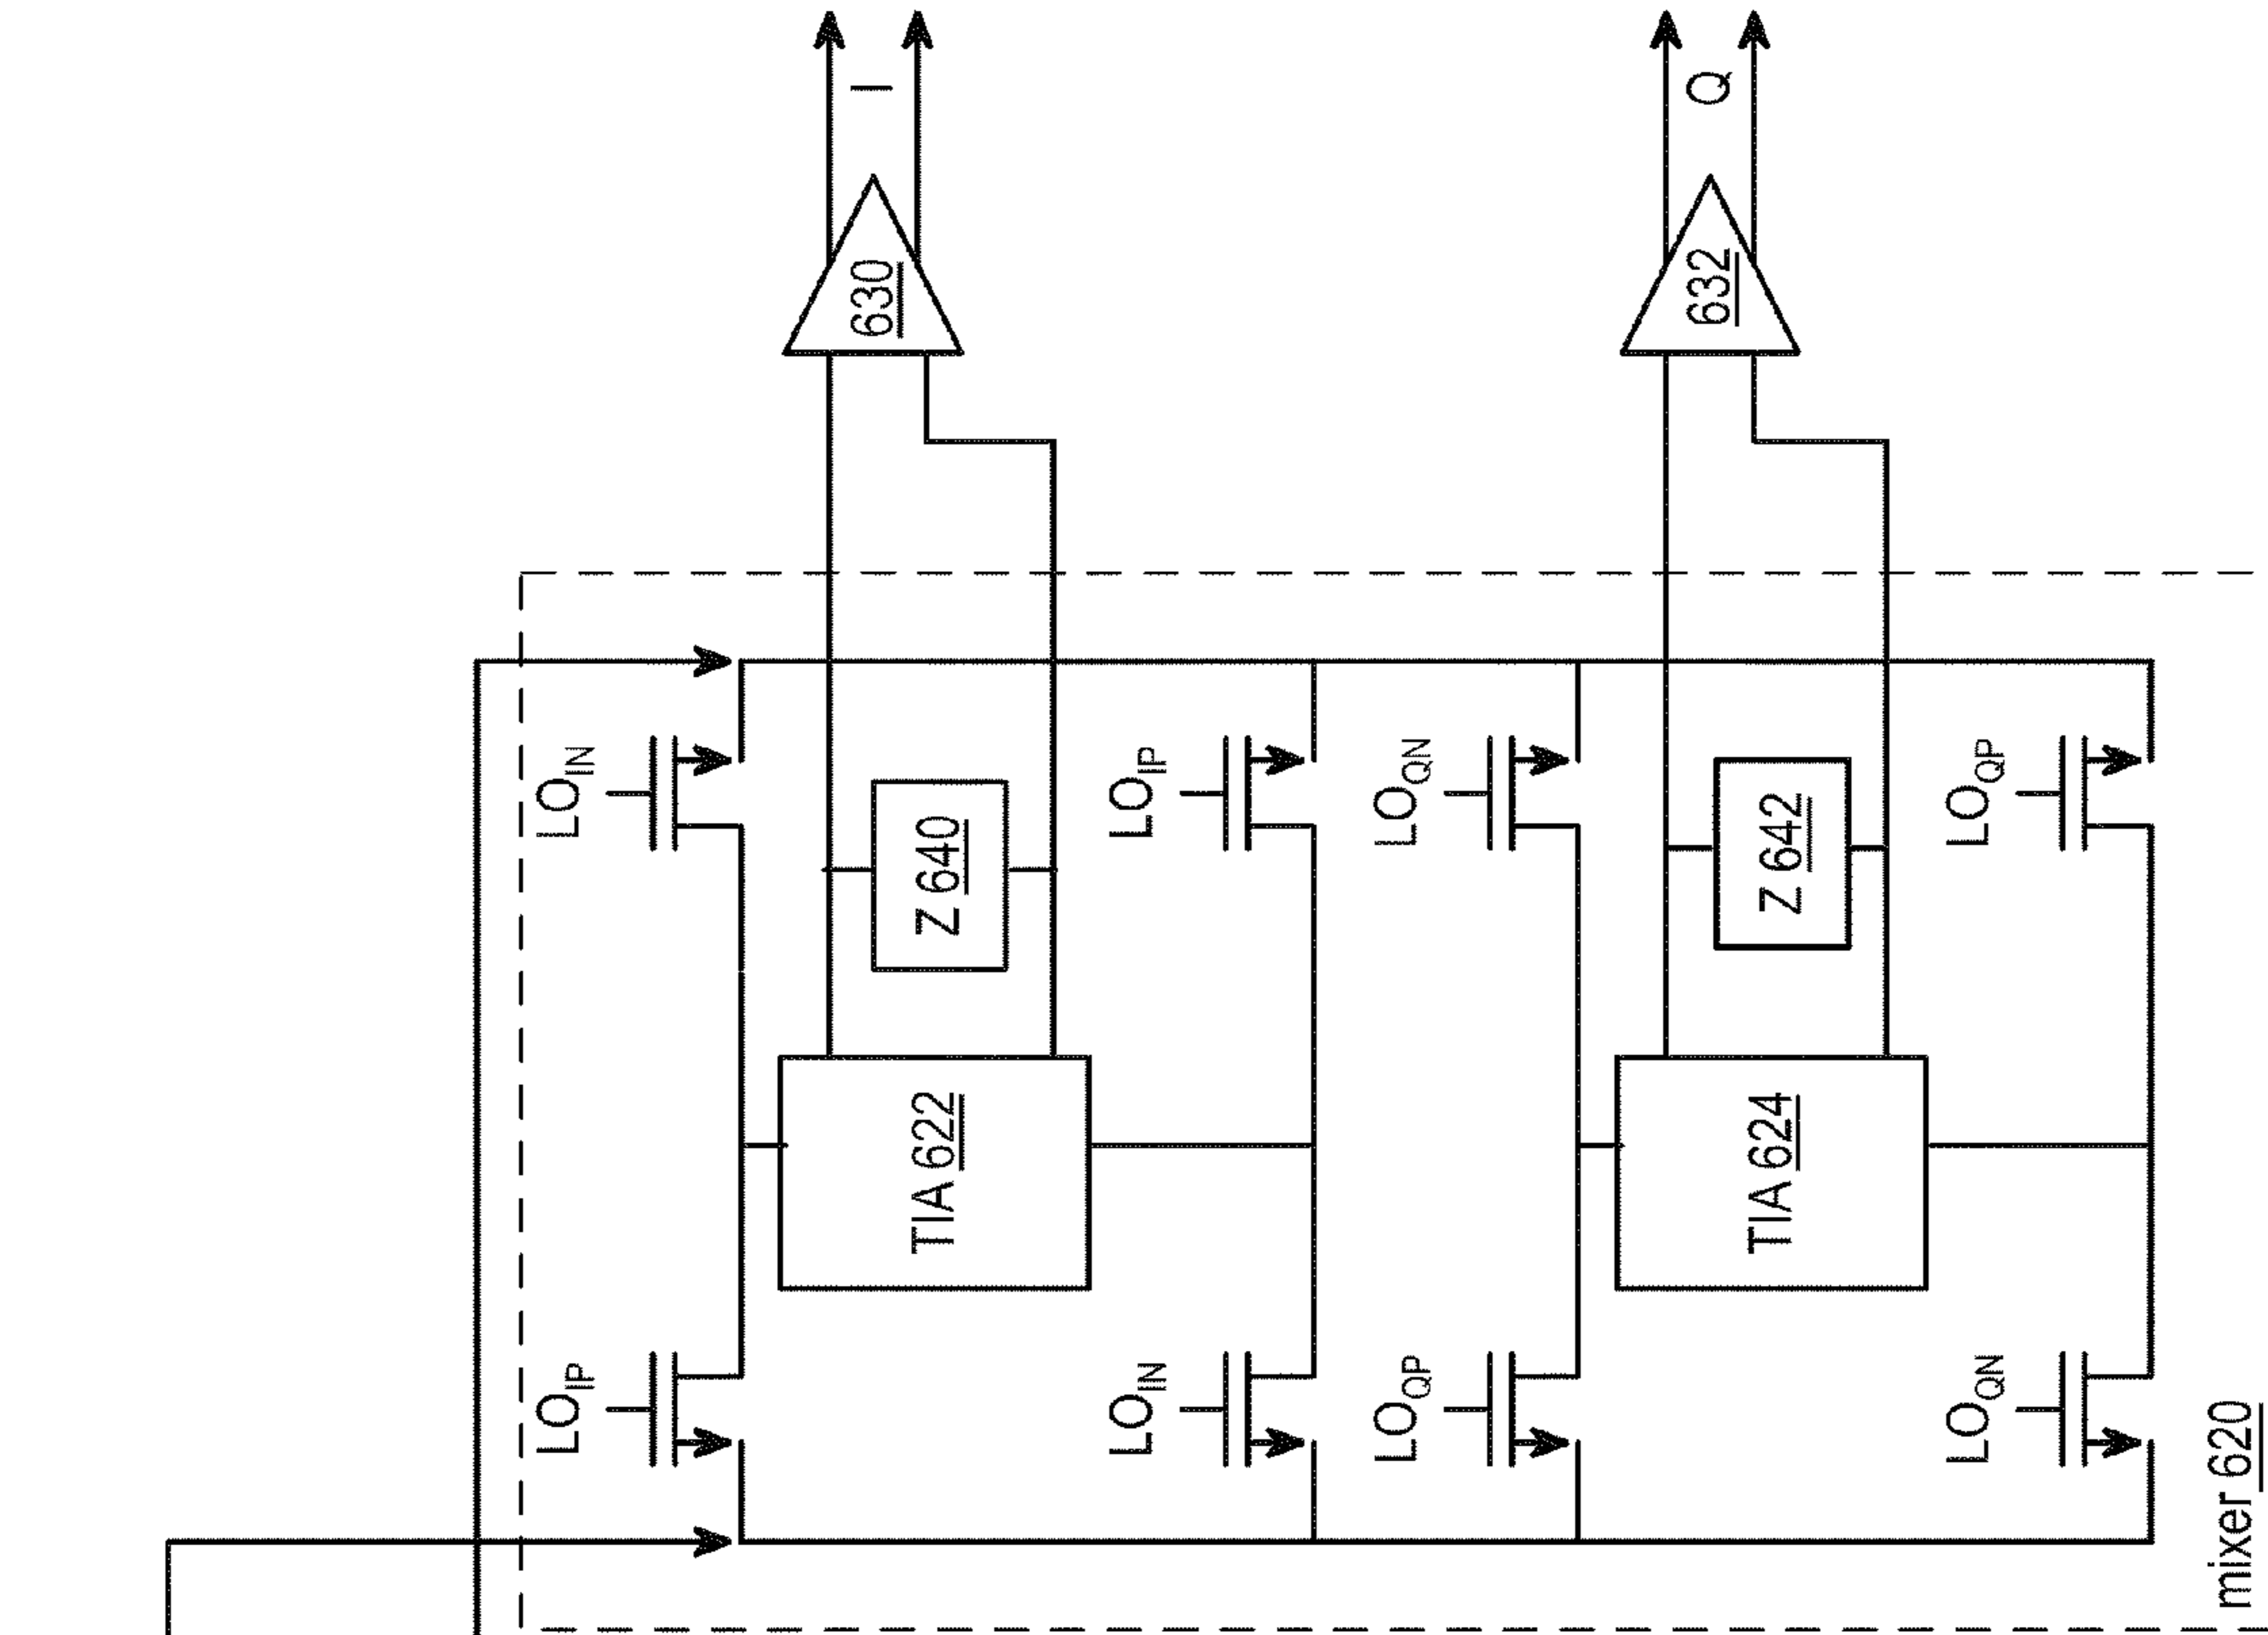 LO_IP
LO_IN
TIA 622
Z 640
630
I
LO_IN
LO_IP
LO_QP
LO_QN
TIA 624
Z 642
632
Q
LO_QN
LO_QP
mixer 620